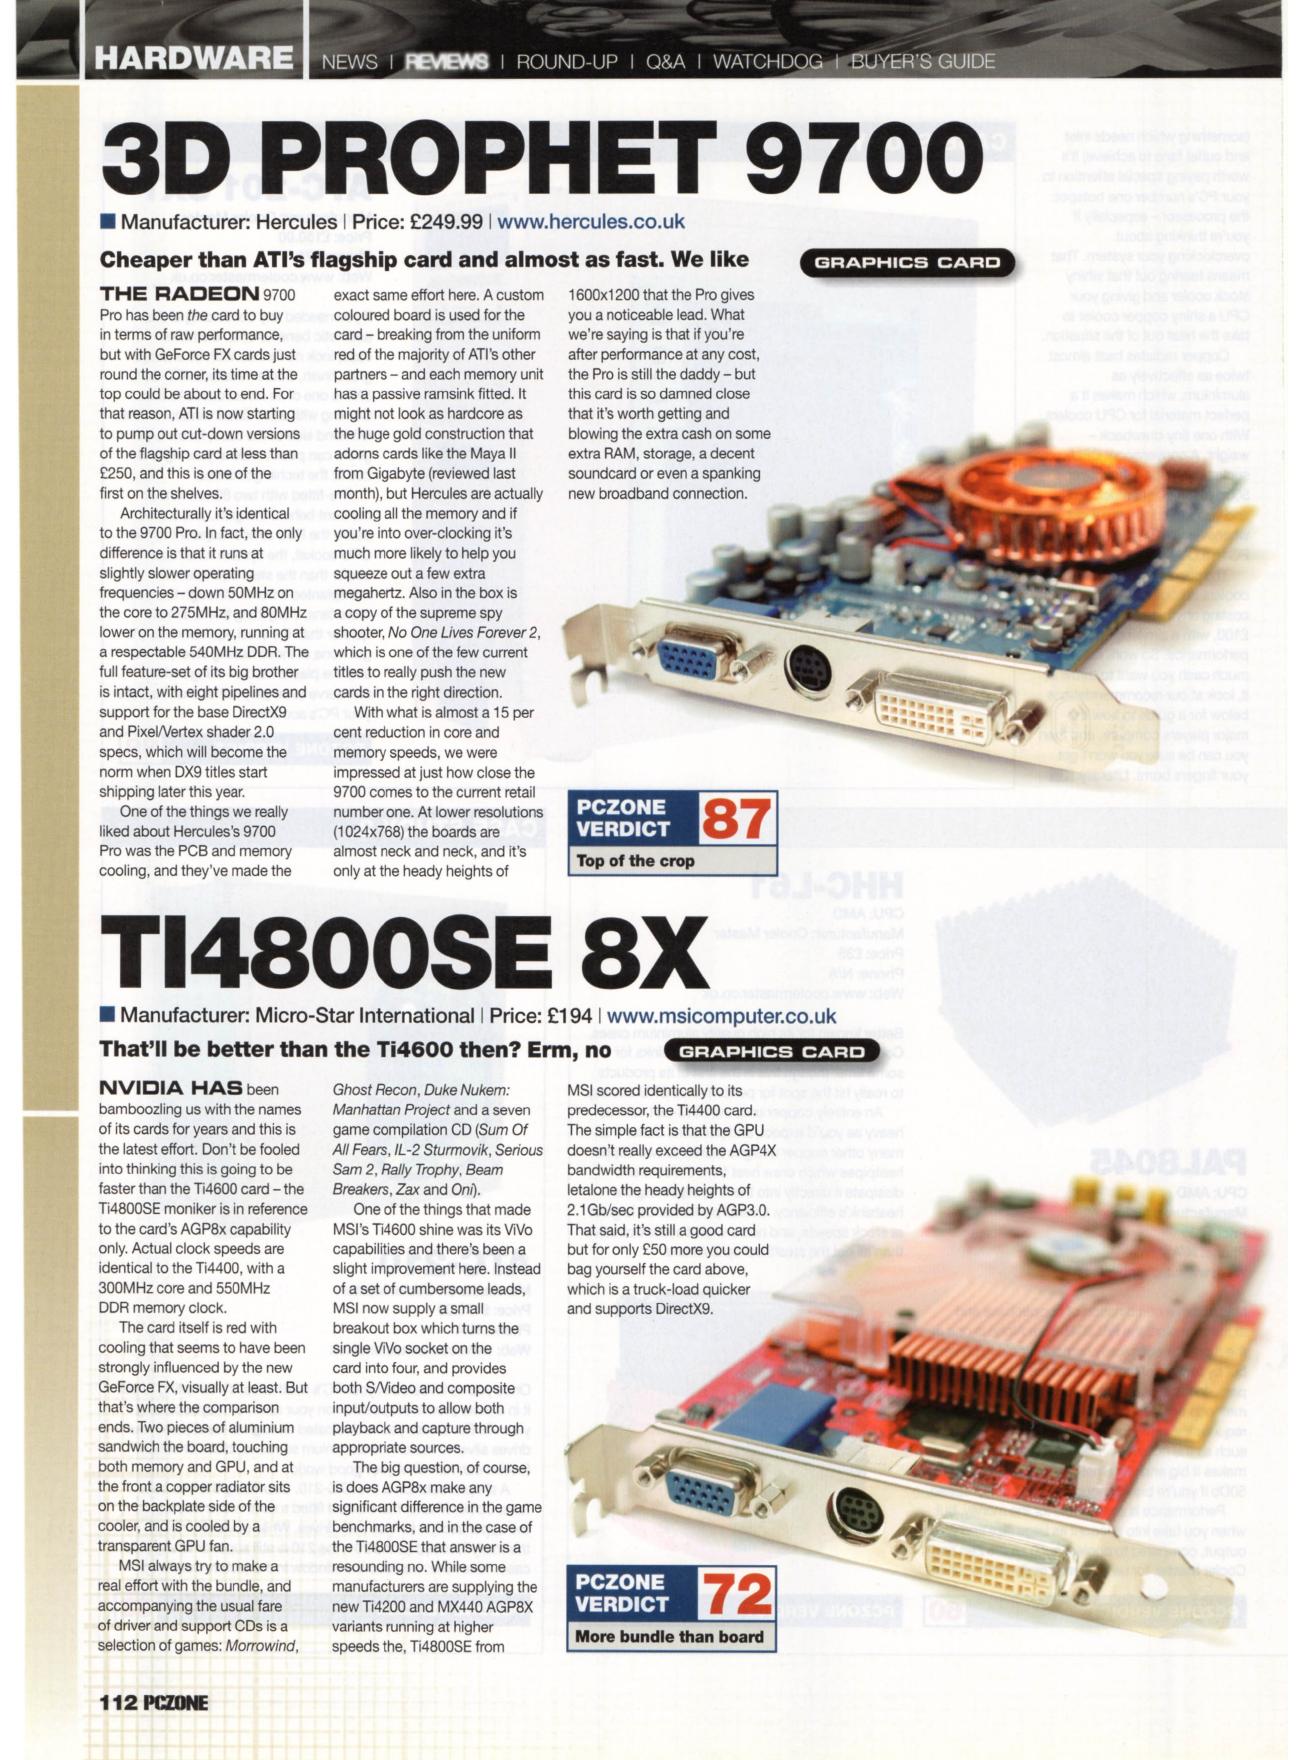 HARDWARE
NEWS | REVIEWS | ROUND-UP | Q&A | WATCHDOG | BUYER'S GUIDE
3D PROPHET 9700
Manufacturer: Hercules | Price: £249.99 | www.hercules.co.uk
Cheaper than ATI's flagship card and almost as fast. We like
GRAPHICS CARD
THE RADEON 9700
Pro has been the card to buy
in terms of raw performance,
but with GeForce FX cards just
round the corner, its time at the
top could be about to end. For
that reason, ATI is now starting
to pump out cut-down versions
of the flagship card at less than
£250, and this is one of the
first on the shelves.
Architecturally it's identical
to the 9700 Pro. In fact, the only
difference is that it runs at
slightly slower operating
frequencies – down 50MHz on
the core to 275MHz, and 80MHz
lower on the memory, running at
a respectable 540MHz DDR. The
full feature-set of its big brother
is intact, with eight pipelines and
support for the base DirectX9
and Pixel/Vertex shader 2.0
specs, which will become the
norm when DX9 titles start
shipping later this year.
One of the things we really
liked about Hercules's 9700
Pro was the PCB and memory
cooling, and they've made the
exact same effort here. A custom
coloured board is used for the
card – breaking from the uniform
red of the majority of ATI's other
partners – and each memory unit
has a passive ramsink fitted. It
might not look as hardcore as
the huge gold construction that
adorns cards like the Maya II
from Gigabyte (reviewed last
month), but Hercules are actually
cooling all the memory and if
you're into over-clocking it's
much more likely to help you
squeeze out a few extra
megahertz. Also in the box is
a copy of the supreme spy
shooter, No One Lives Forever 2,
which is one of the few current
titles to really push the new
cards in the right direction.
With what is almost a 15 per
cent reduction in core and
memory speeds, we were
impressed at just how close the
9700 comes to the current retail
number one. At lower resolutions
(1024x768) the boards are
almost neck and neck, and it's
only at the heady heights of
1600x1200 that the Pro gives
you a noticeable lead. What
we're saying is that if you're
after performance at any cost,
the Pro is still the daddy – but
this card is so damned close
that it's worth getting and
blowing the extra cash on some
extra RAM, storage, a decent
soundcard or even a spanking
new broadband connection.
PCZONE
VERDICT
87
Top of the crop
TI4800SE 8X
Manufacturer: Micro-Star International | Price: £194 | www.msicomputer.co.uk
That'll be better than the Ti4600 then? Erm, no
GRAPHICS CARD
NVIDIA HAS been
bamboozling us with the names
of its cards for years and this is
the latest effort. Don't be fooled
into thinking this is going to be
faster than the Ti4600 card – the
Ti4800SE moniker is in reference
to the card's AGP8x capability
only. Actual clock speeds are
identical to the Ti4400, with a
300MHz core and 550MHz
DDR memory clock.
The card itself is red with
cooling that seems to have been
strongly influenced by the new
GeForce FX, visually at least. But
that's where the comparison
ends. Two pieces of aluminium
sandwich the board, touching
both memory and GPU, and at
the front a copper radiator sits
on the backplate side of the
cooler, and is cooled by a
transparent GPU fan.
MSI always try to make a
real effort with the bundle, and
accompanying the usual fare
of driver and support CDs is a
selection of games: Morrowind,
Ghost Recon, Duke Nukem:
Manhattan Project and a seven
game compilation CD (Sum Of
All Fears, IL-2 Sturmovik, Serious
Sam 2, Rally Trophy, Beam
Breakers, Zax and Oni).
One of the things that made
MSI's Ti4600 shine was its ViVo
capabilities and there's been a
slight improvement here. Instead
of a set of cumbersome leads,
MSI now supply a small
breakout box which turns the
single ViVo socket on the
card into four, and provides
both S/Video and composite
input/outputs to allow both
playback and capture through
appropriate sources.
The big question, of course,
is does AGP8x make any
significant difference in the game
benchmarks, and in the case of
the Ti4800SE that answer is a
resounding no. While some
manufacturers are supplying the
new Ti4200 and MX440 AGP8X
variants running at higher
speeds the, Ti4800SE from
MSI scored identically to its
predecessor, the Ti4400 card.
The simple fact is that the GPU
doesn't really exceed the AGP4X
bandwidth requirements,
letalone the heady heights of
2.1Gb/sec provided by AGP3.0.
That said, it's still a good card
but for only £50 more you could
bag yourself the card above,
which is a truck-load quicker
and supports DirectX9.
PCZONE
VERDICT
72
More bundle than board
112 PCZONE